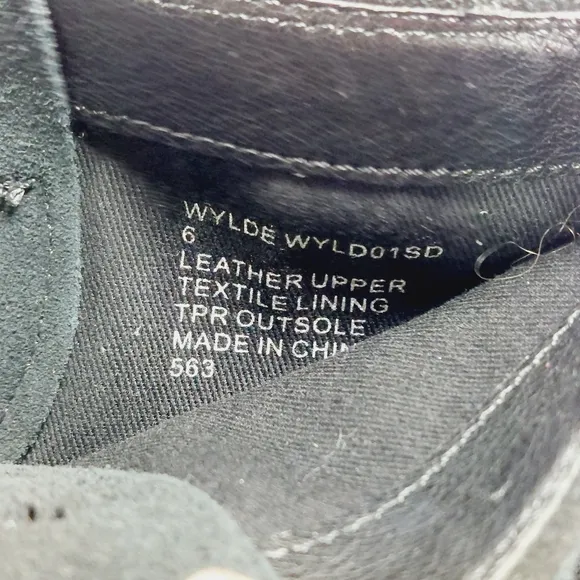 WYLDE WYLD01SD
6
LEATHER UPPER
TEXTILE LINING
TPR OUTSOLE
MADE IN CHIN
563